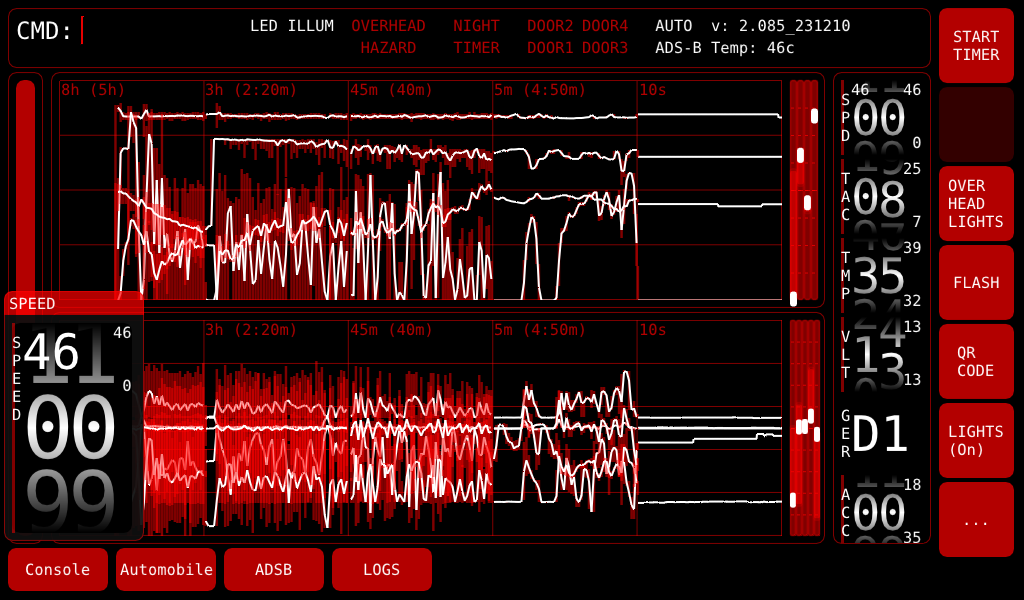 CMD:
LED ILLUM OVERHEAD NIGHT DOOR2 DOOR4 AUTO v: 2.085_231210
HAZARD TIMER DOOR1 DOOR3 ADS-B Temp: 46c
START
TIMER
8h (5h) 3h (2:20m) 45m (40m) 5m (4:50m) 10s
SPD
46 46
00
0
TAC
25
08
7
TMP
39
35
32
VLT
13
14
13
13
GER
D1
ACC
18
00
35
OVER
HEAD
LIGHTS
FLASH
QR
CODE
LIGHTS
(On)
...
SPEED
SPEED
46
46
11
0
00
99
3h (2:20m) 45m (40m) 5m (4:50m) 10s
Console Automobile ADSB LOGS